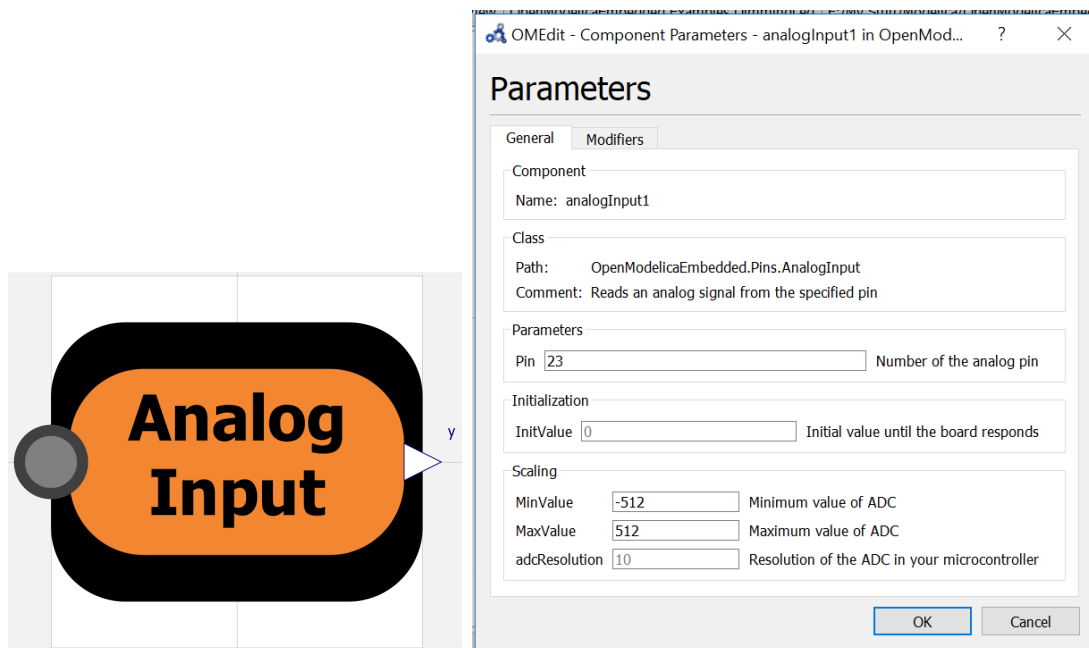 Analog
Input
y
OMEdit - Component Parameters - analogInput1 in OpenMod... ?
Parameters
General Modifiers
Component
Name: analogInput1
Class
Path: OpenModelicaEmbedded.Pins.AnalogInput
Comment: Reads an analog signal from the specified pin
Parameters
Pin 23 Number of the analog pin
Initialization
InitValue 0 Initial value until the board responds
Scaling
MinValue -512 Minimum value of ADC
MaxValue 512 Maximum value of ADC
adcResolution 10 Resolution of the ADC in your microcontroller
OK Cancel